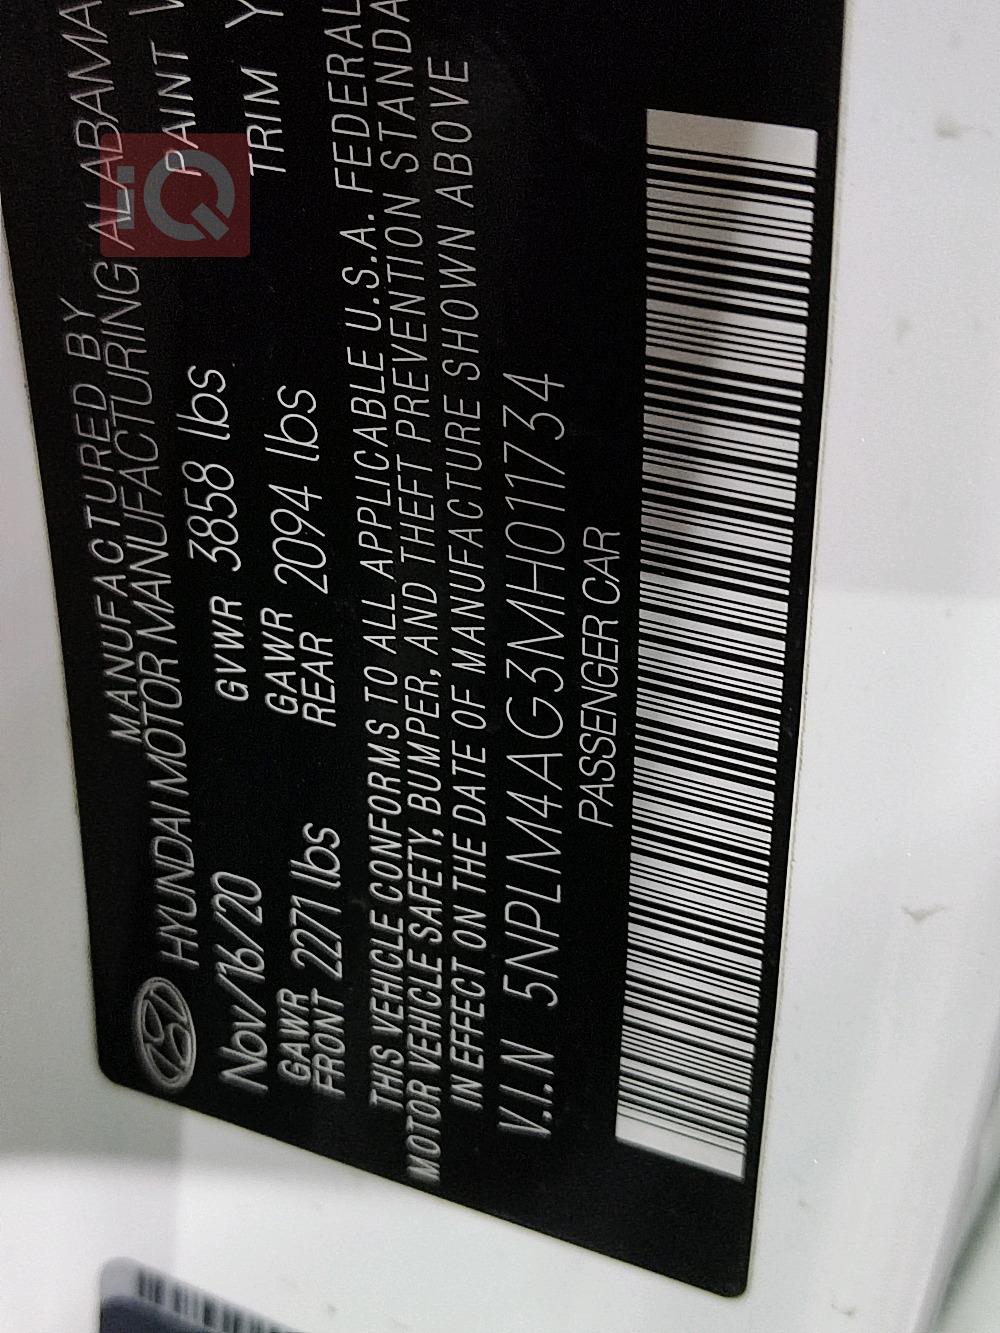 MANUFACTURED BY
HYUNDAI MOTOR MANUFACTURING ALABAMA
Nov/16/20 GVWR 3858 lbs PAINT
GAWR FRONT 2271 lbs GAWR REAR 2094 lbs TRIM Y
THIS VEHICLE CONFORMS TO ALL APPLICABLE U.S.A. FEDERAL
MOTOR VEHICLE SAFETY, BUMPER, AND THEFT PREVENTION
IN EFFECT ON THE DATE OF MANUFACTURE SHOWN ABOVE
V.I.N 5NPLM4AG3MH011734
PASSENGER CAR
iQ